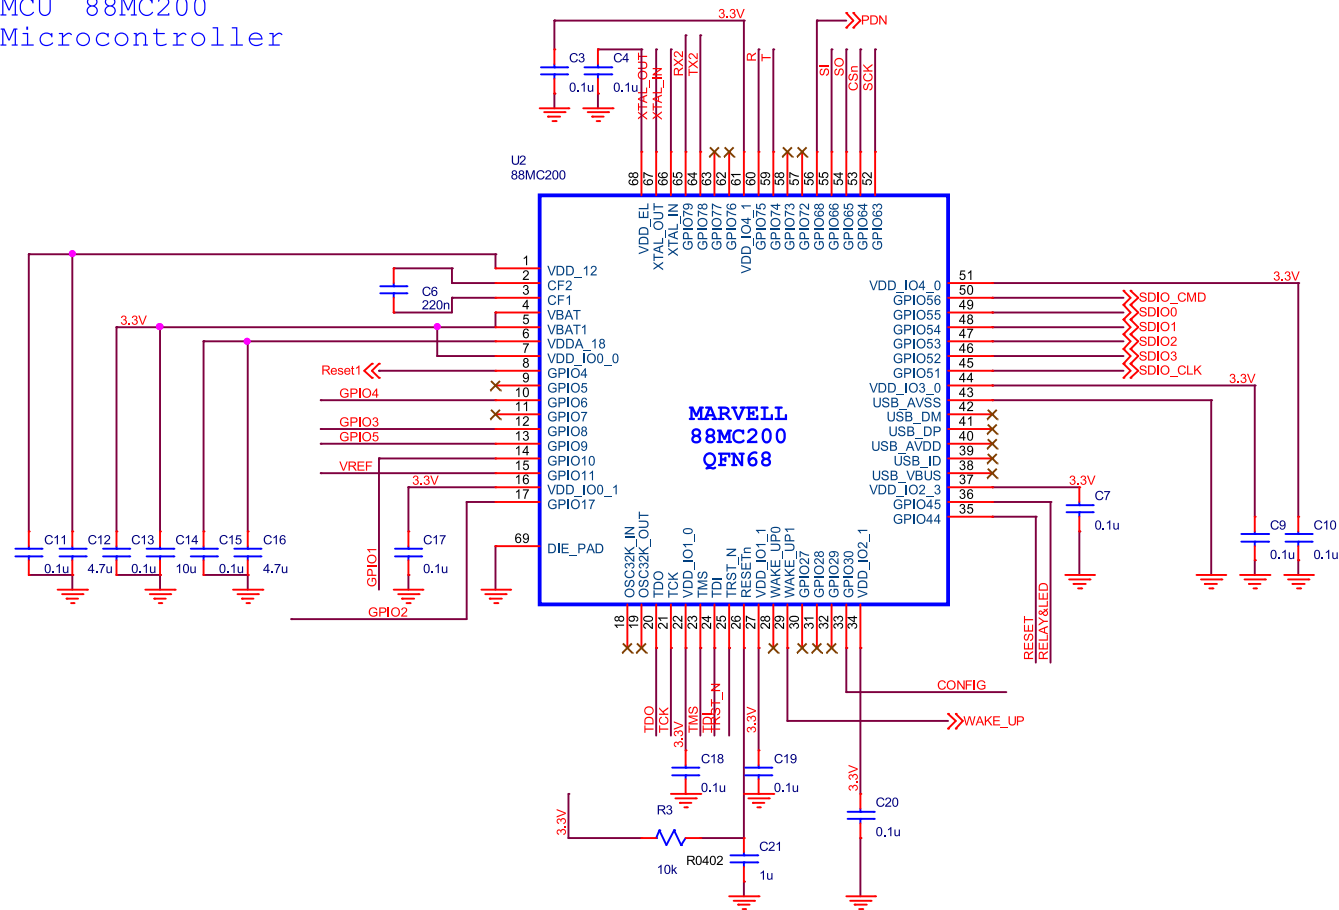 MCU 88MC200
Microcontroller
3.3V
PDN
C3
0.1u
C4
0.1u
XTAL_OUT
XTAL_IN
RX2
TX2
R
T
SI
SO
CSn
SCK
U2
88MC200
68
67
66
65
64
63
62
61
60
59
58
57
56
55
54
53
52
VDD_EL
XTAL_OUT
XTAL_IN
GPIO79
GPIO78
GPIO77
GPIO76
VDD_IO4_1
GPIO75
GPIO74
GPIO73
GPIO72
GPIO68
GPIO66
GPIO65
GPIO64
GPIO63
1 VDD_12
2 CF2
3 CF1
4 VBAT
5 VBAT1
6 VDDA_18
7 VDD_IO0_0
8 GPIO4
9 GPIO5
10 GPIO6
11 GPIO7
12 GPIO8
13 GPIO9
14 GPIO10
15 GPIO11
16 VDD_IO0_1
17 GPIO17
69 DIE_PAD
C6
220n
3.3V
Reset1
GPIO4
GPIO3
GPIO5
VREF
3.3V
GPIO1
GPIO2
C11
0.1u
C12
4.7u
C13
0.1u
C14
10u
C15
0.1u
C16
4.7u
C17
0.1u
MARVELL
88MC200
QFN68
VDD_IO4_0 51
GPIO56 50
GPIO55 49
GPIO54 48
GPIO53 47
GPIO52 46
GPIO51 45
VDD_IO3_0 44
USB_AVSS 43
USB_DM 42
USB_DP 41
USB_AVDD 40
USB_ID 39
USB_VBUS 38
VDD_IO2_3 37
GPIO45 36
GPIO44 35
3.3V
SDIO_CMD
SDIO0
SDIO1
SDIO2
SDIO3
SDIO_CLK
3.3V
3.3V
C7
0.1u
C9
0.1u
C10
0.1u
RESET
RELAY&LED
OSC32K_IN
OSC32K_OUT
TDO
TCK
VDD_IO1_0
TMS
TDI
TRST_N
RESETn
VDD_IO1_1
WAKE_UP0
WAKE_UP1
GPIO27
GPIO28
GPIO29
GPIO30
VDD_IO2_1
18
19
20
21
22
23
24
25
26
27
28
29
30
31
32
33
34
TDO
TCK
3.3V
TMS
TDI
TRST_N
3.3V
CONFIG
WAKE_UP
C18
0.1u
C19
0.1u
3.3V
C20
0.1u
3.3V
R3
10k
R0402
C21
1u